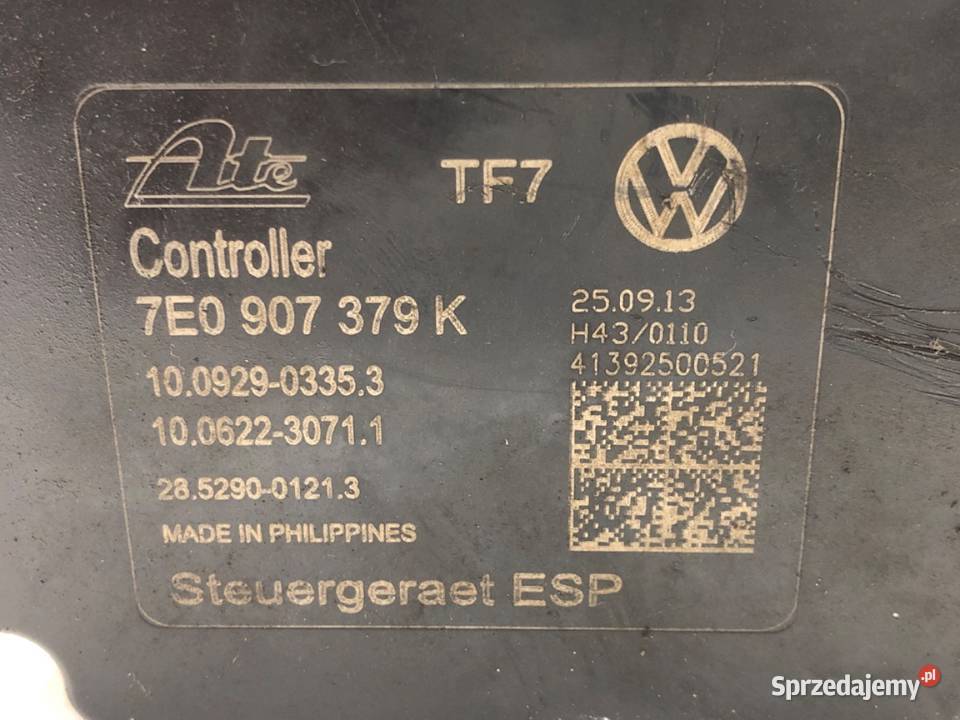 Ate TF7 VW
Controller
7E0 907 379 K
25.09.13
H43/0110
41392500521
10.0929-0335.3
10.0622-3071.1
28.5290-0121.3
MADE IN PHILIPPINES
Steuergeraet ESP
Sprzedajemy.pl